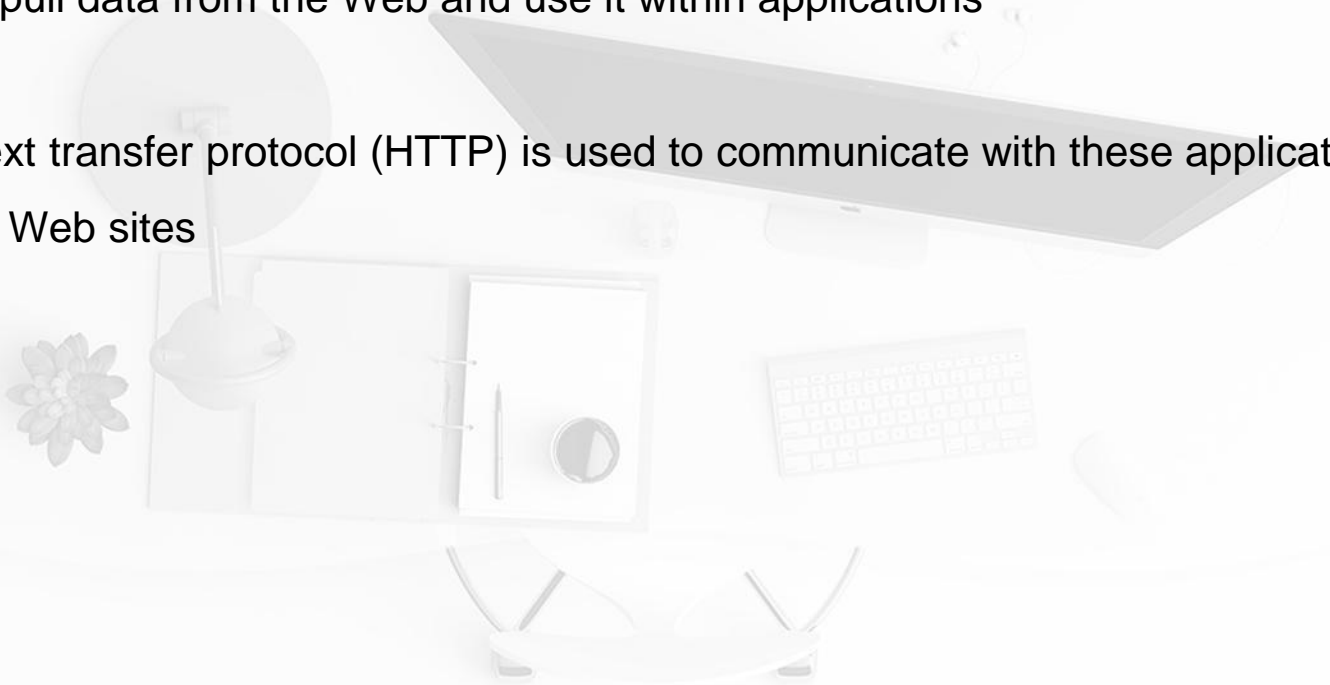 pull data from the Web and use it within applications
ext transfer protocol (HTTP) is used to communicate with these applicat
Web sites